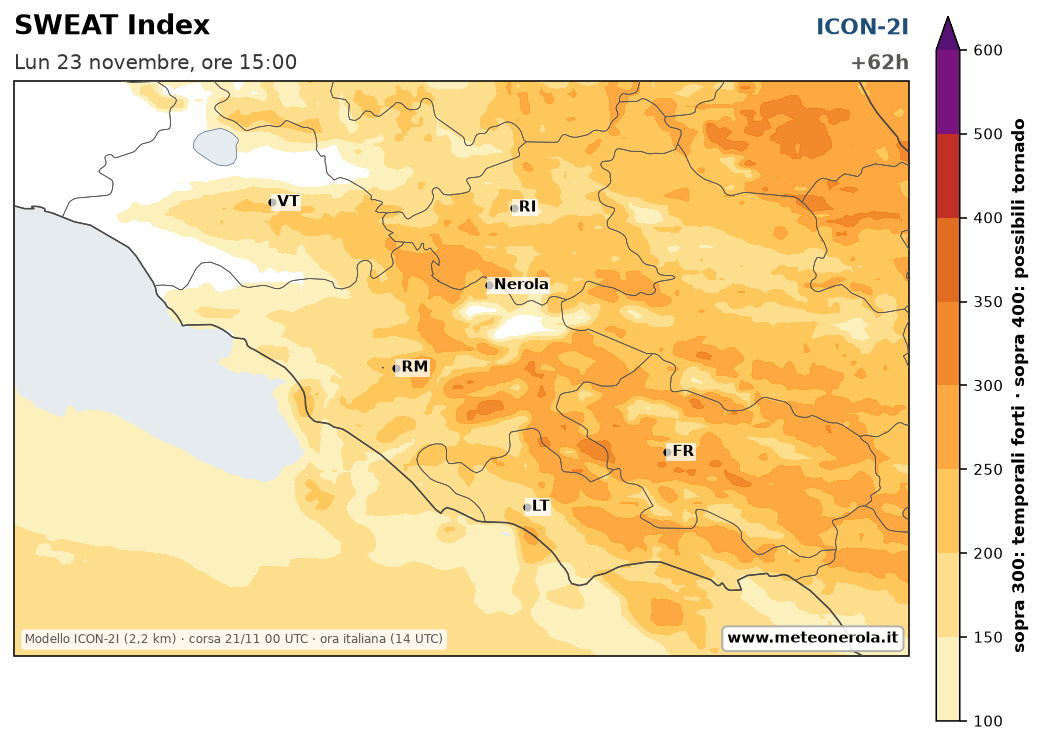 SWEAT Index
ICON-2I
Lun 23 novembre, ore 15:00
+62h
VT
RI
Nerola
RM
FR
LT
Modello ICON-2I (2,2 km) · corsa 21/11 00 UTC · ora italiana (14 UTC)
www.meteonerola.it
600
500
400
350
300
250
200
150
100
sopra 300: temporali forti · sopra 400: possibili tornado